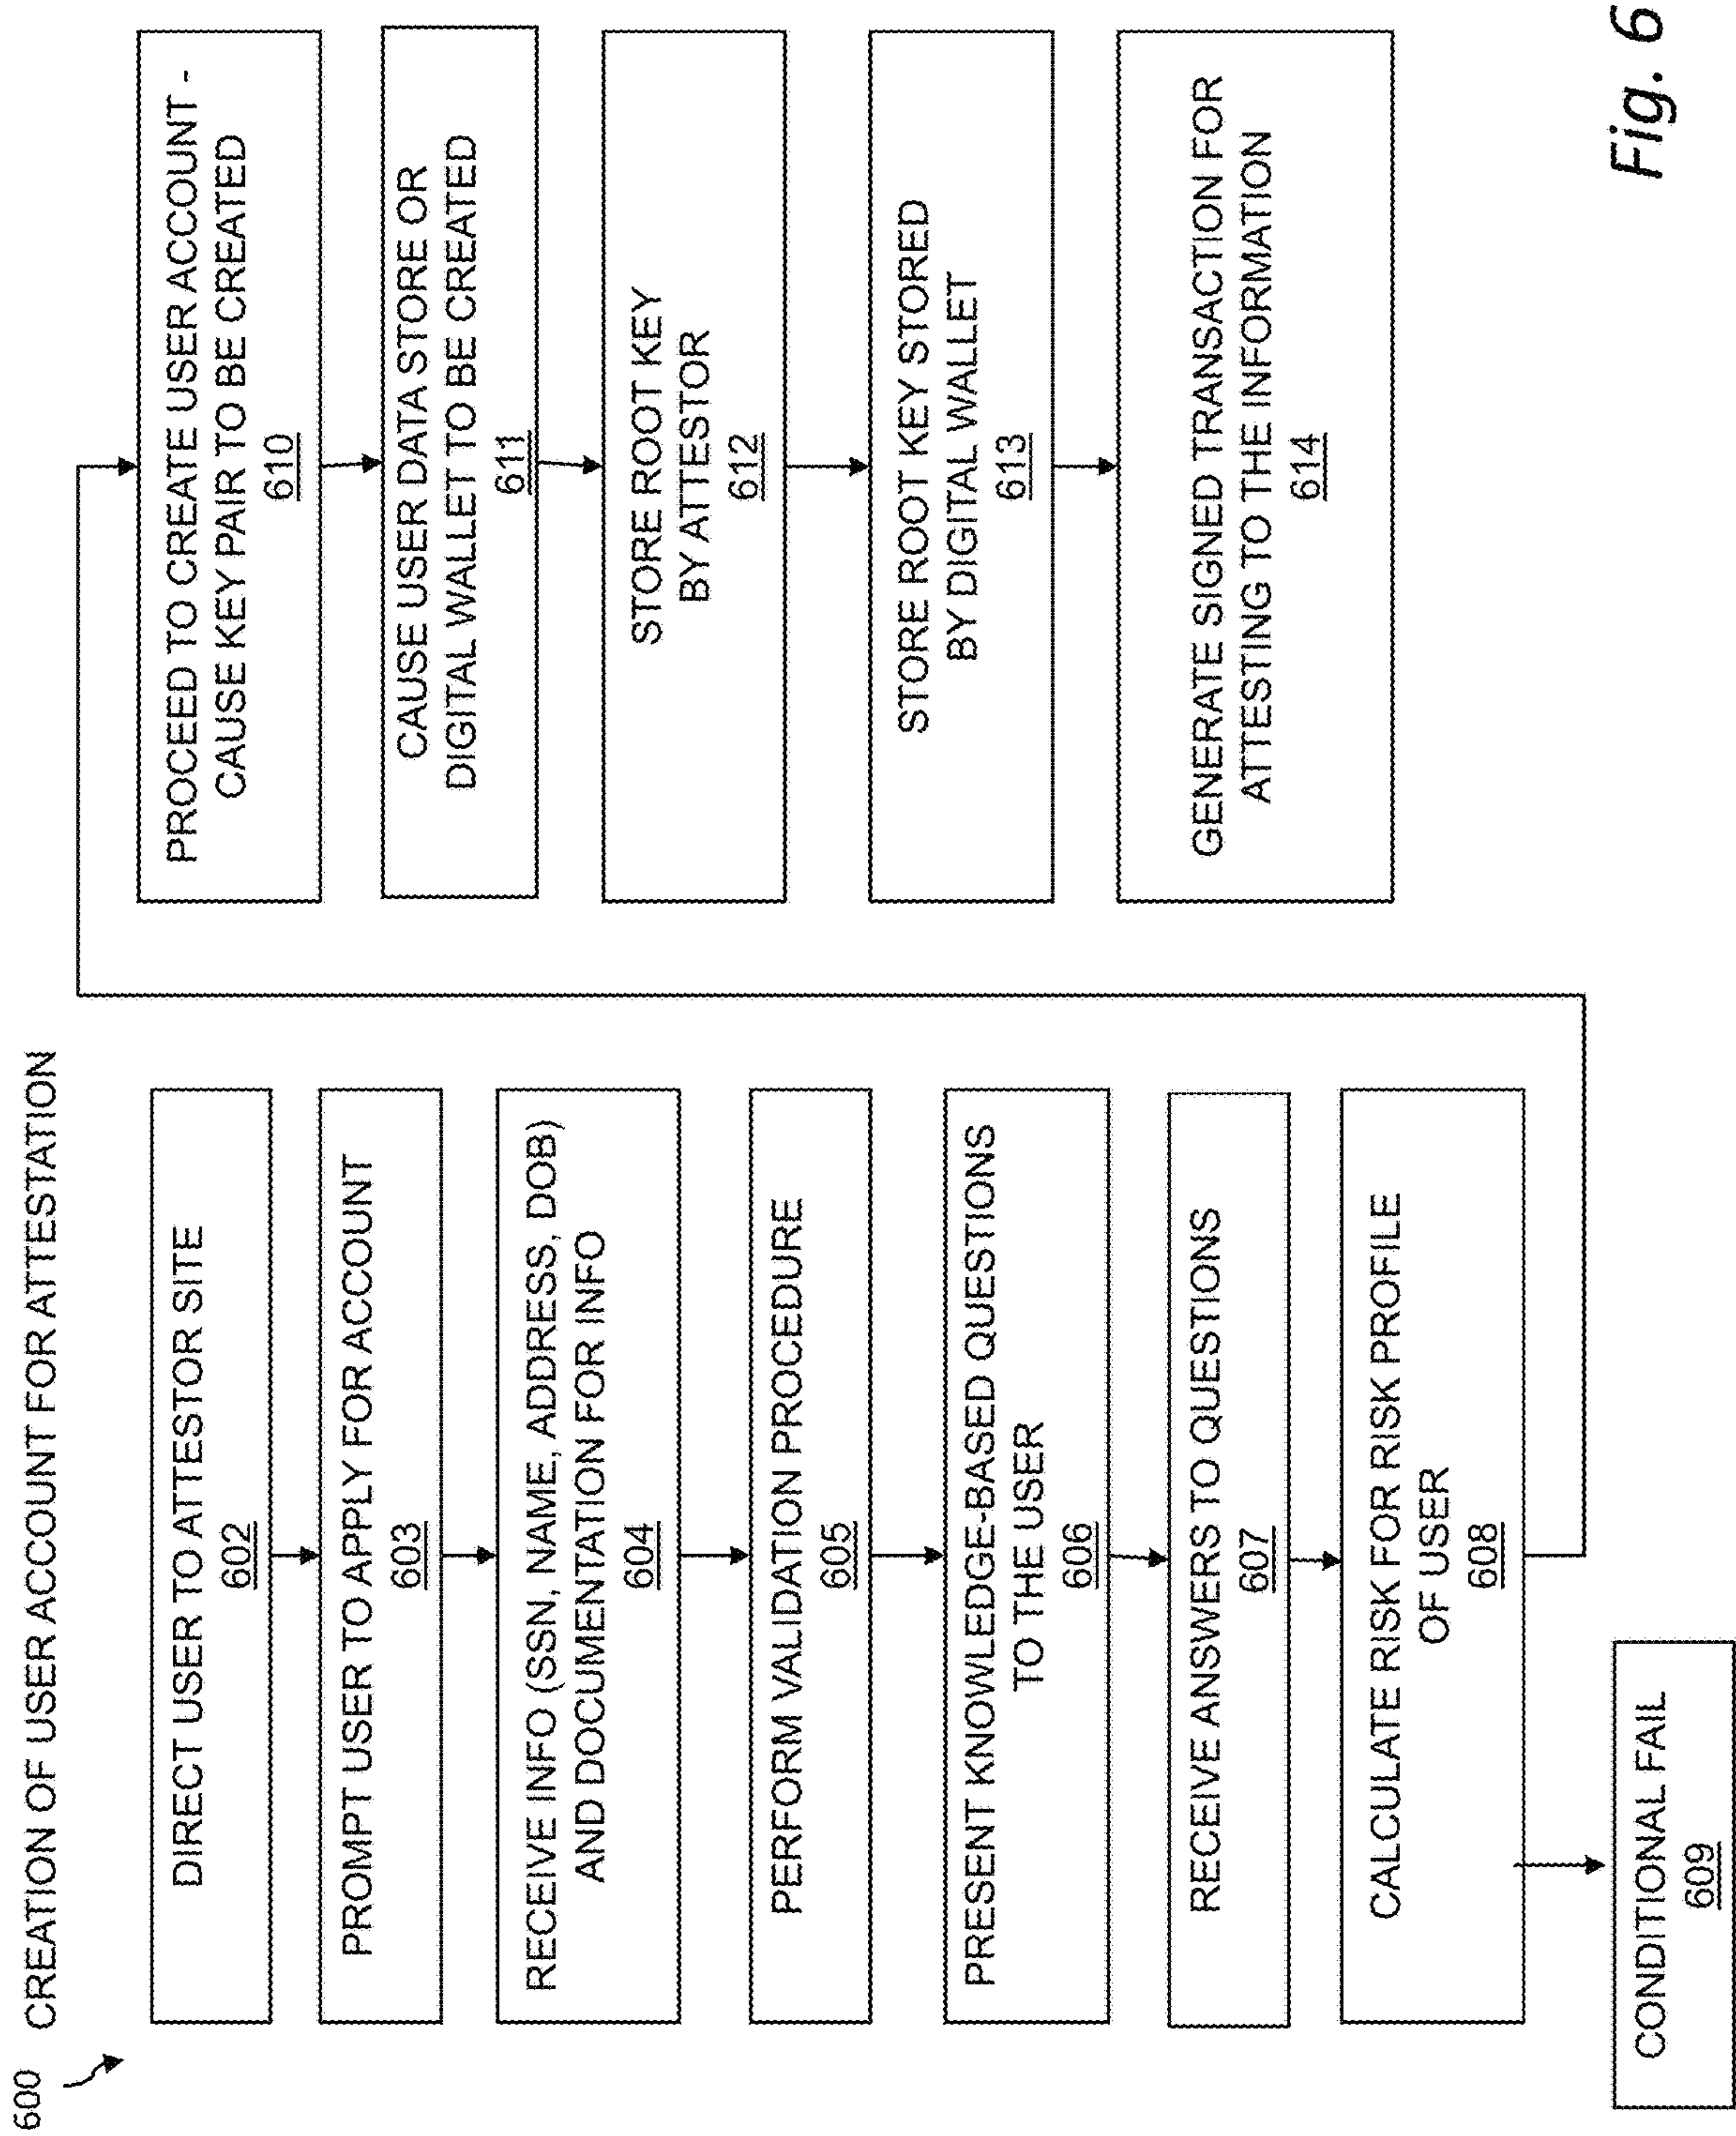 600
CREATION OF USER ACCOUNT FOR ATTESTATION
DIRECT USER TO ATTESTOR SITE
602
PROMPT USER TO APPLY FOR ACCOUNT
603
RECEIVE INFO (SSN, NAME, ADDRESS, DOB)
AND DOCUMENTATION FOR INFO
604
PERFORM VALIDATION PROCEDURE
605
PRESENT KNOWLEDGE-BASED QUESTIONS
TO THE USER
606
RECEIVE ANSWERS TO QUESTIONS
607
CALCULATE RISK FOR RISK PROFILE
OF USER
608
CONDITIONAL FAIL
609
PROCEED TO CREATE USER ACCOUNT -
CAUSE KEY PAIR TO BE CREATED
610
CAUSE USER DATA STORE OR
DIGITAL WALLET TO BE CREATED
611
STORE ROOT KEY
BY ATTESTOR
612
STORE ROOT KEY STORED
BY DIGITAL WALLET
613
GENERATE SIGNED TRANSACTION FOR
ATTESTING TO THE INFORMATION
614
Fig. 6